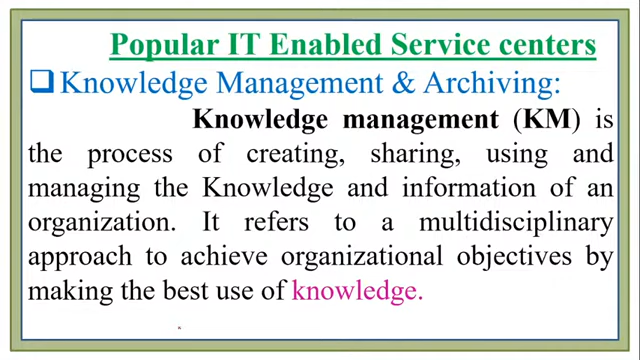 Popular IT Enabled Service centers
❑Knowledge Management & Archiving:
Knowledge management (KM) is
the process of creating, sharing, using and
managing the Knowledge and information of an
organization. It refers to a multidisciplinary
approach to achieve organizational objectives by
making the best use of knowledge.